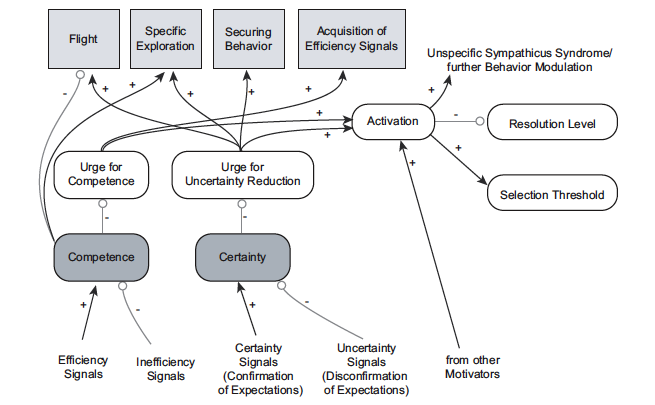 Flight
Specific
Exploration
Securing
Behavior
Acquisition of
Efficiency Signals
Unspecific Sympathicus Syndrome/
further Behavior Modulation
-
+
+
+
+
+
+
+
+
-
+
Activation
Resolution Level
Urge for
Competence
Urge for
Uncertainty Reduction
+
Selection Threshold
-
-
Competence
Certainty
+
-
+
-
Efficiency
Signals
Inefficiency
Signals
Certainty
Signals
(Confirmation
of Expectations)
Uncertainty
Signals
(Disconfirmation
of Expectations)
from other
Motivators